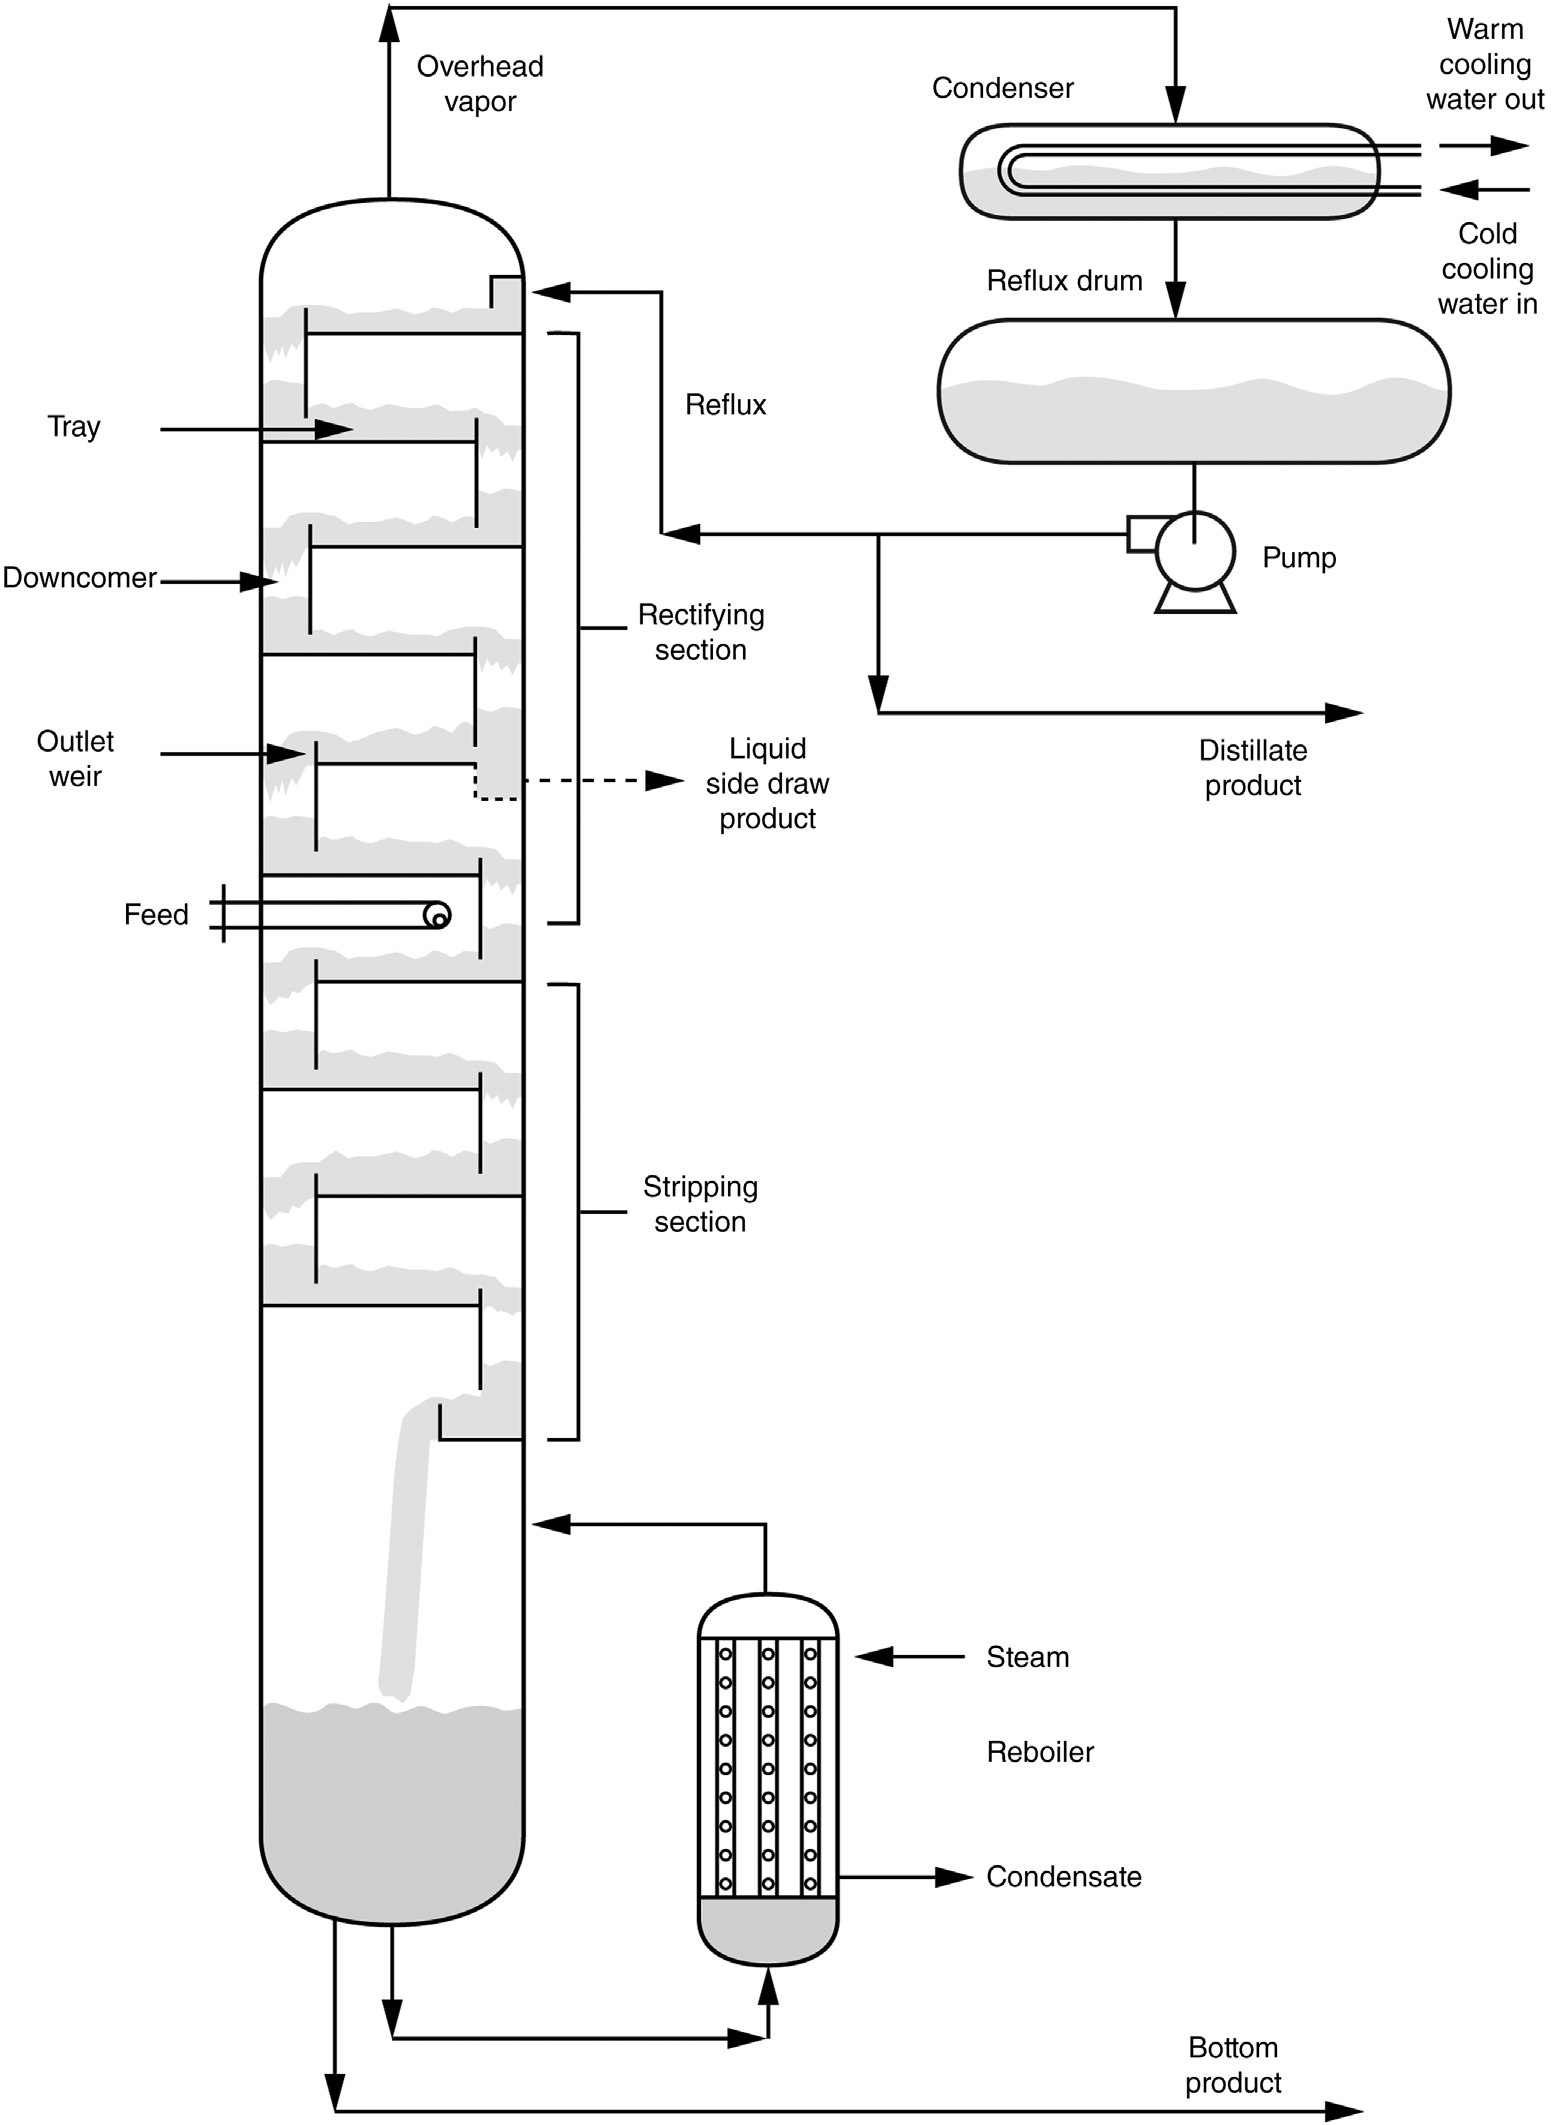 Overhead
vapor
Condenser
Warm
cooling
water out
Cold
cooling
water in
Reflux drum
Reflux
Tray
Pump
Downcomer
Rectifying
section
Outlet
weir
Liquid
side draw
product
Distillate
product
Feed
Stripping
section
Steam
Reboiler
Condensate
Bottom
product